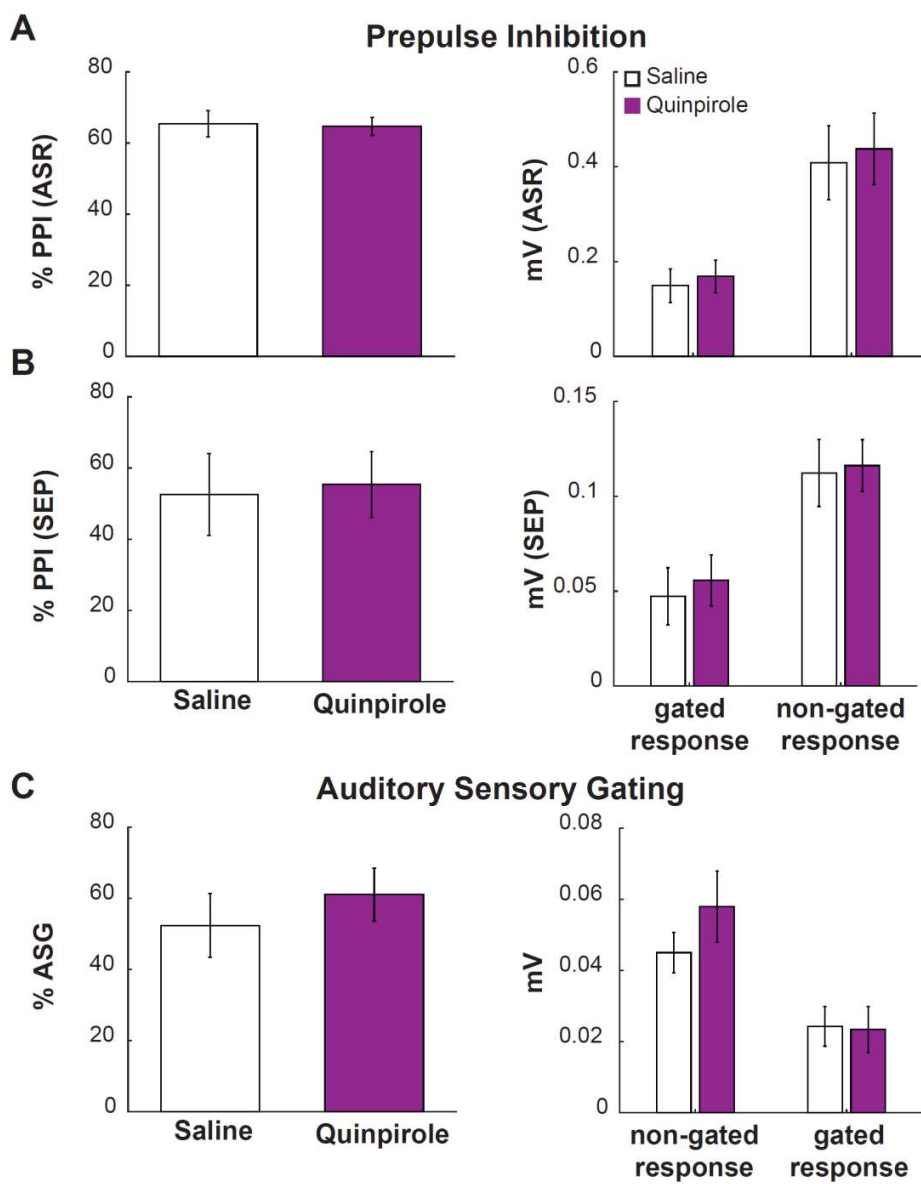 A
Prepulse Inhibition
80
60
40
20
0
% PPI (ASR)
0.6
0.4
0.2
0
mV (ASR)
Saline
Quinpirole
B
80
60
40
20
0
% PPI (SEP)
Saline
Quinpirole
0.15
0.1
0.05
0
mV (SEP)
gated
response
non-gated
response
C
Auditory Sensory Gating
80
60
40
20
0
% ASG
Saline
Quinpirole
0.08
0.06
0.04
0.02
0
mV
non-gated
response
gated
response